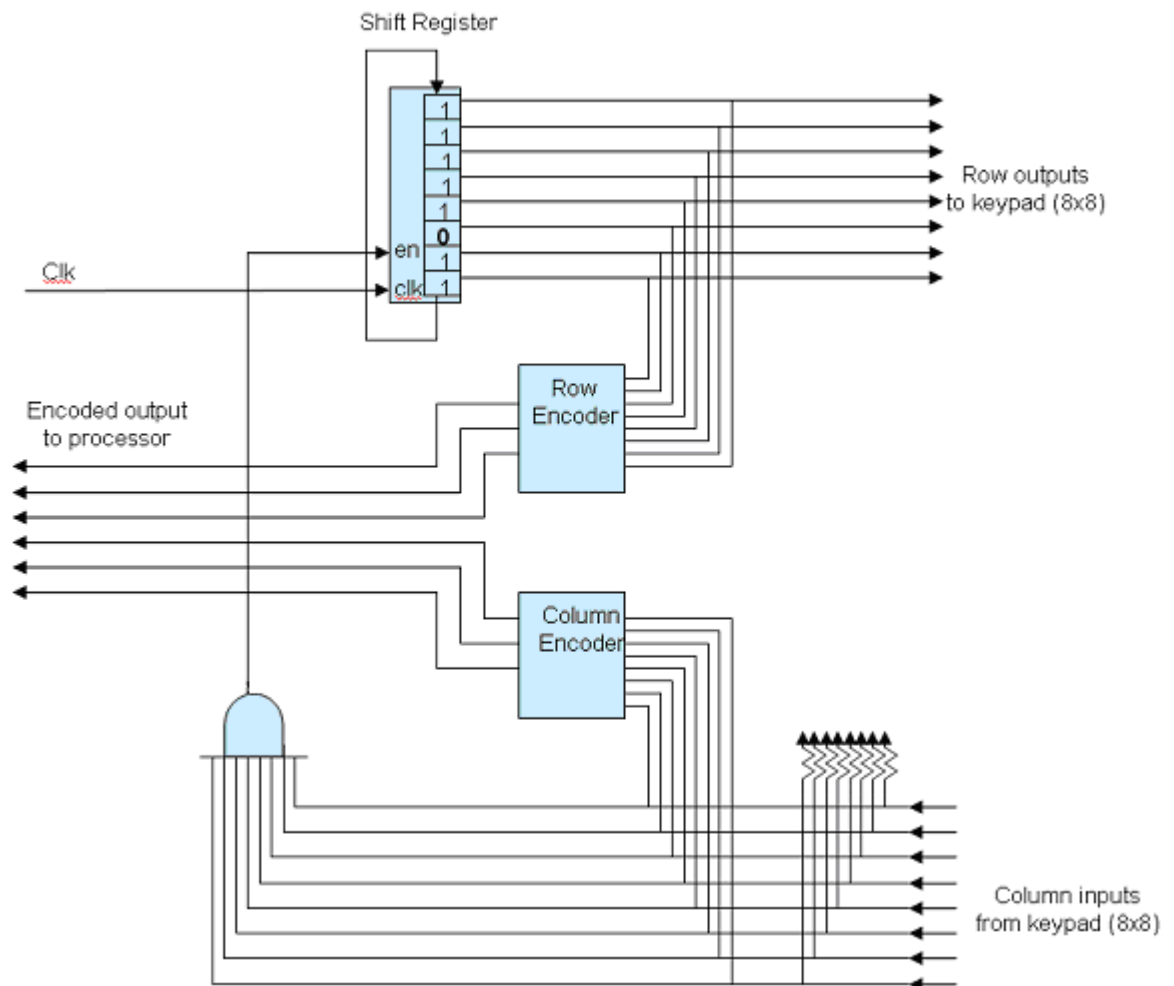 Shift Register
1
1
1
1
1
0
1
1
en
clk
Clk
Row outputs
to keypad (8x8)
Row
Encoder
Encoded output
to processor
Column
Encoder
Column inputs
from keypad (8x8)